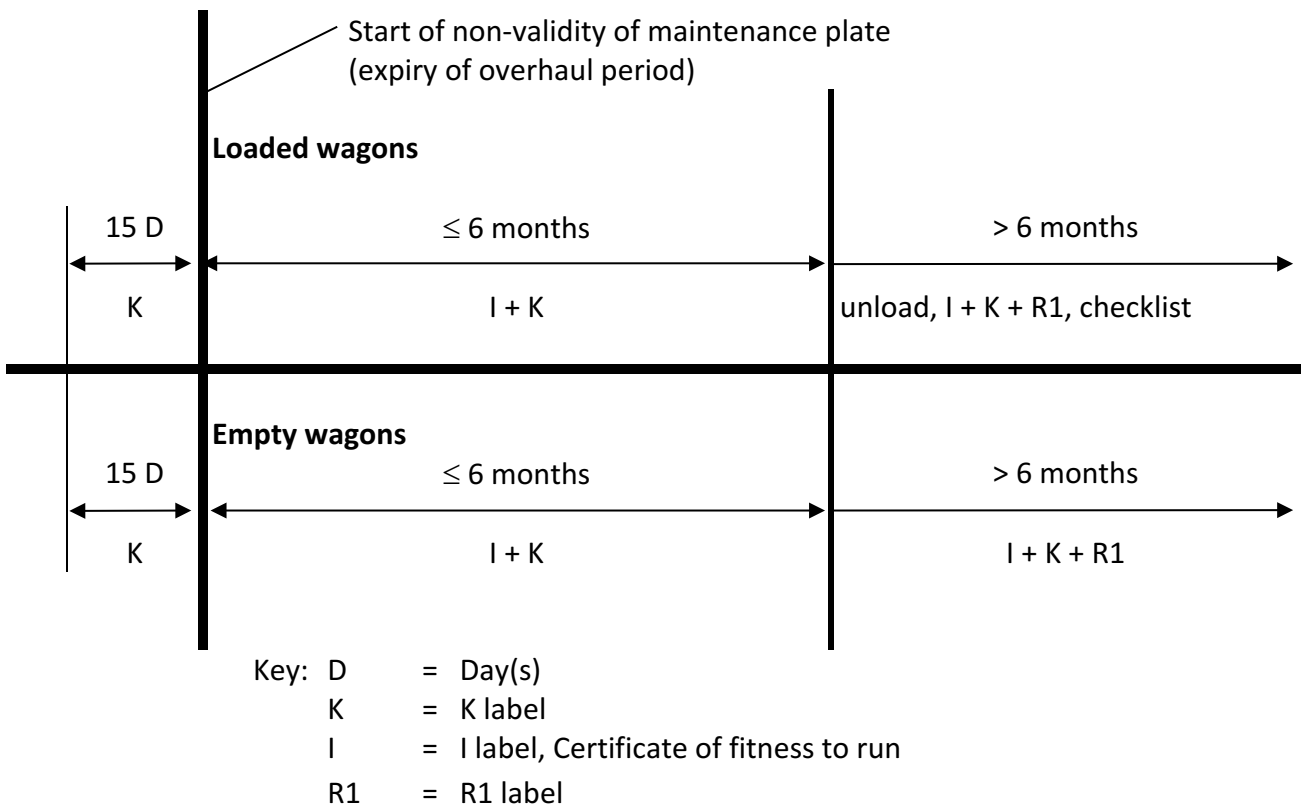 Start of non-validity of maintenance plate
(expiry of overhaul period)
Loaded wagons
15 D ≤ 6 months > 6 months
K I + K unload, I + K + R1, checklist
Empty wagons
15 D ≤ 6 months > 6 months
K I + K I + K + R1
Key: D = Day(s)
K = K label
I = I label, Certificate of fitness to run
R1 = R1 label